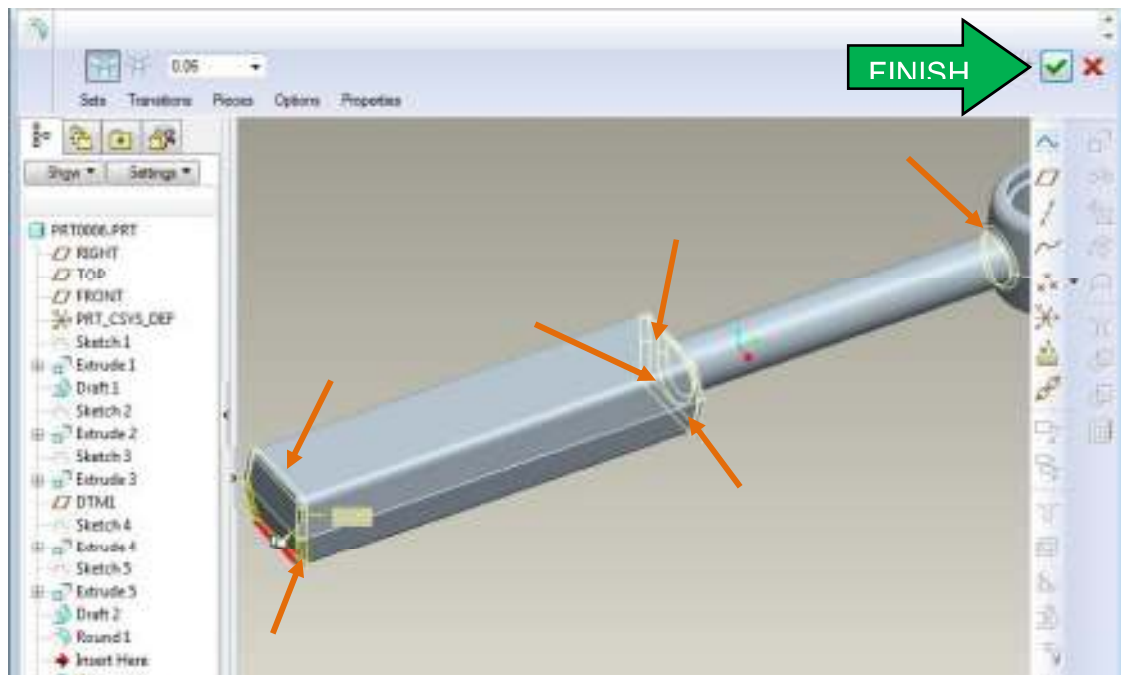 FINISH
0.06
Sets Transitions Pieces Options Properties
Show Settings
PRT0006.PRT
RIGHT
TOP
FRONT
PRT_CSYS_DEF
Sketch 1
Extrude 1
Draft 1
Sketch 2
Extrude 2
Sketch 3
Extrude 3
DTM1
Sketch 4
Extrude 4
Sketch 5
Extrude 5
Draft 2
Round 1
Insert Here